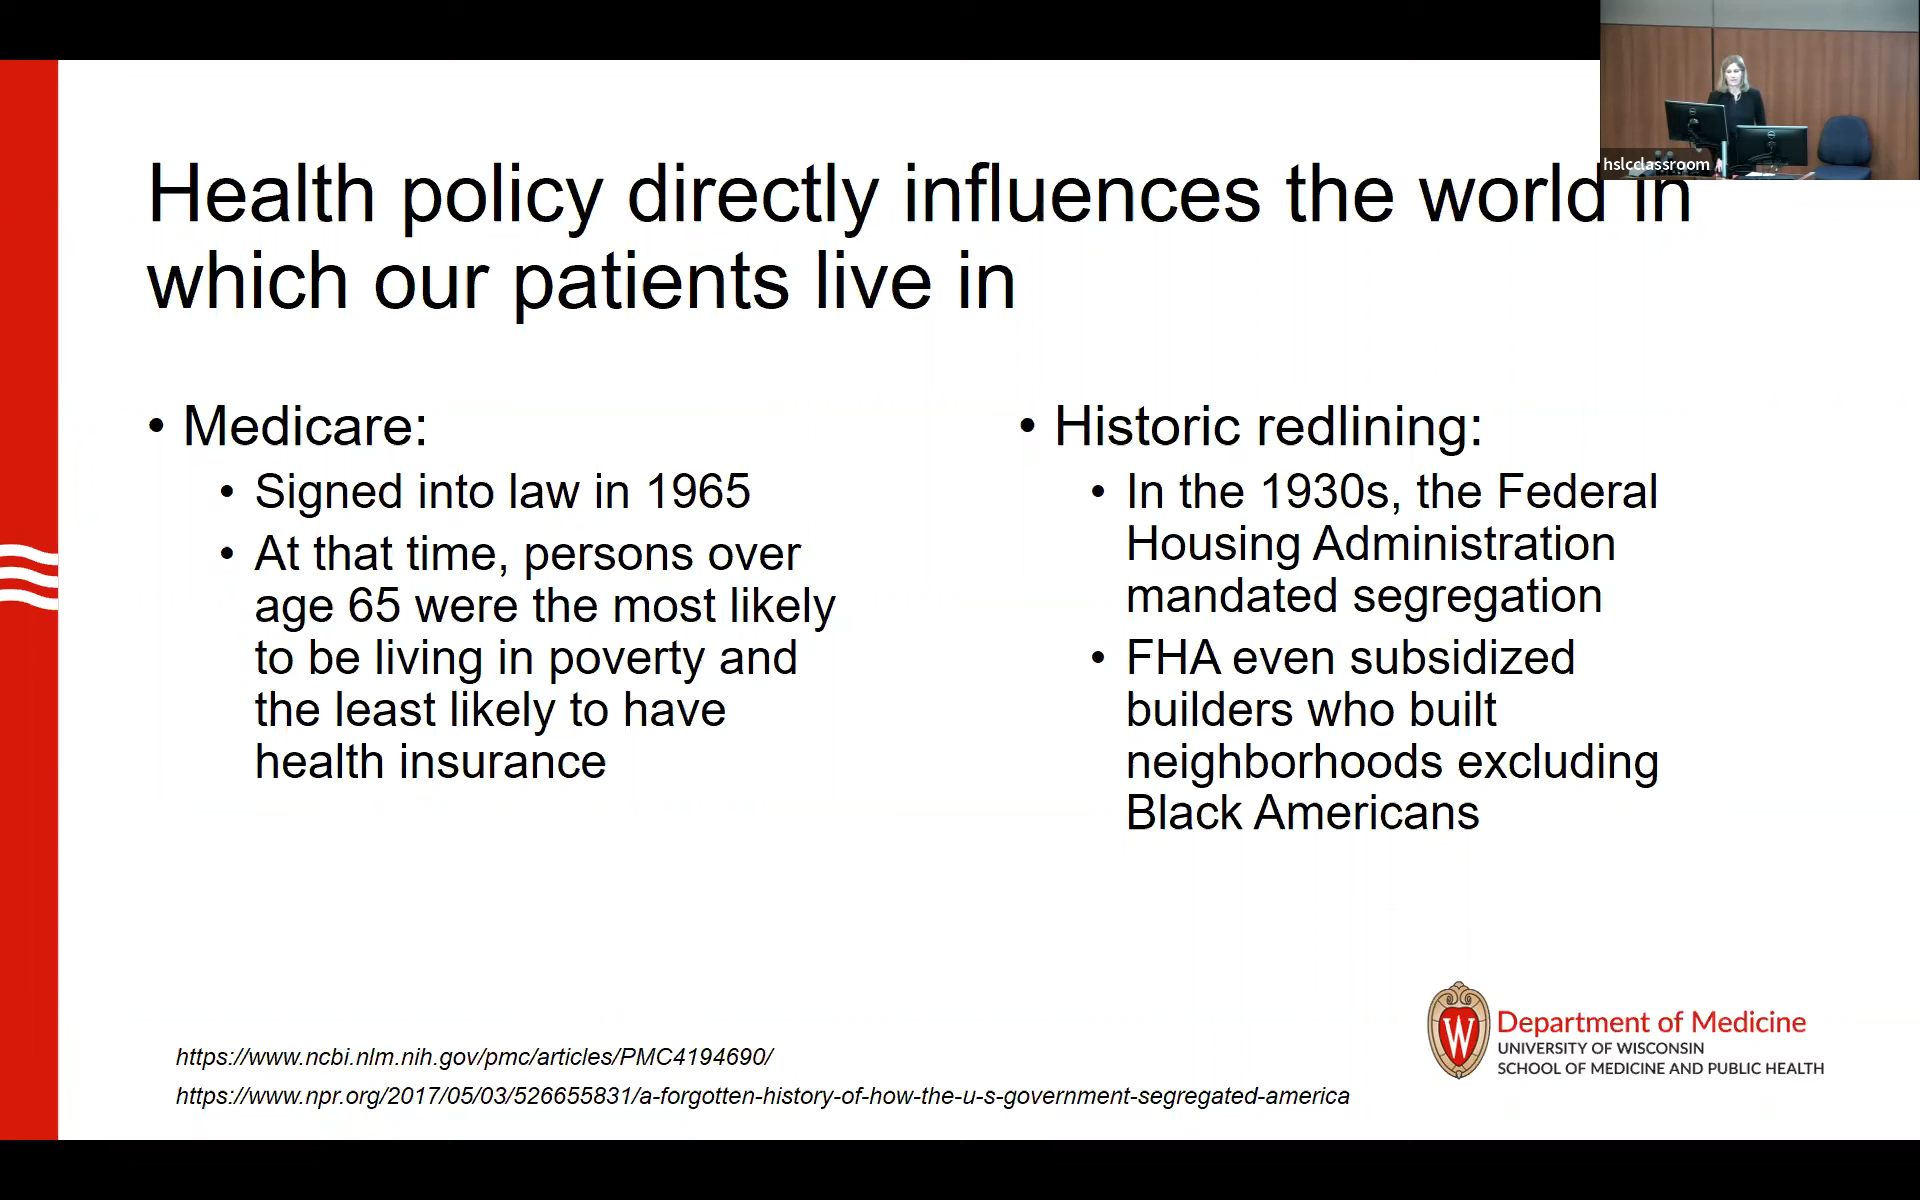 hslcclassroom
Health policy directly influences the world in
which our patients live in
• Medicare:
• Signed into law in 1965
• At that time, persons over
age 65 were the most likely
to be living in poverty and
the least likely to have
health insurance
• Historic redlining:
• In the 1930s, the Federal
Housing Administration
mandated segregation
• FHA even subsidized
builders who built
neighborhoods excluding
Black Americans
https://www.ncbi.nlm.nih.gov/pmc/articles/PMC4194690/
https://www.npr.org/2017/05/03/526655831/a-forgotten-history-of-how-the-u-s-government-segregated-america
W
Department of Medicine
UNIVERSITY OF WISCONSIN
SCHOOL OF MEDICINE AND PUBLIC HEALTH